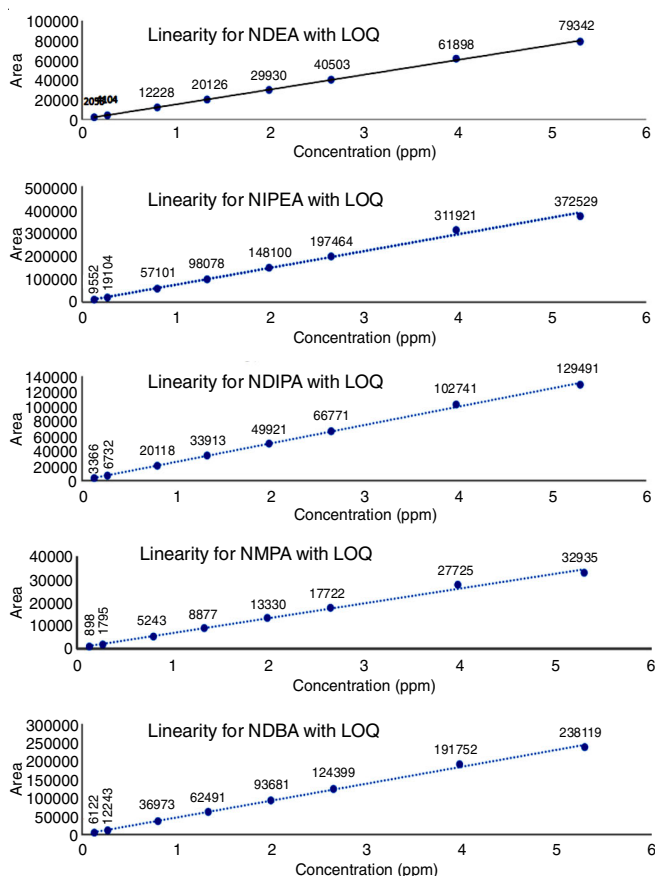 Linearity for NDEA with LOQ
Area
100000
80000
60000
40000
20000
0
4104 12228 20126 29930 40503 61898 79342
0 1 2 3 4 5 6
Concentration (ppm)
Linearity for NIPEA with LOQ
Area
500000
400000
300000
200000
100000
0
9552 19104 57101 98078 148100 197464 311921 372529
0 1 2 3 4 5 6
Concentration (ppm)
Linearity for NDIPA with LOQ
Area
140000
120000
100000
80000
60000
40000
20000
0
3366 6732 20118 33913 49921 66771 102741 129491
0 1 2 3 4 5 6
Concentration (ppm)
Linearity for NMPA with LOQ
Area
40000
30000
20000
10000
0
898 1795 5243 8877 13330 17722 27725 32935
0 1 2 3 4 5 6
Concentration (ppm)
Linearity for NDBA with LOQ
Area
300000
250000
200000
150000
100000
50000
0
6122 12243 36973 62491 93681 124399 191752 238119
0 1 2 3 4 5 6
Concentration (ppm)